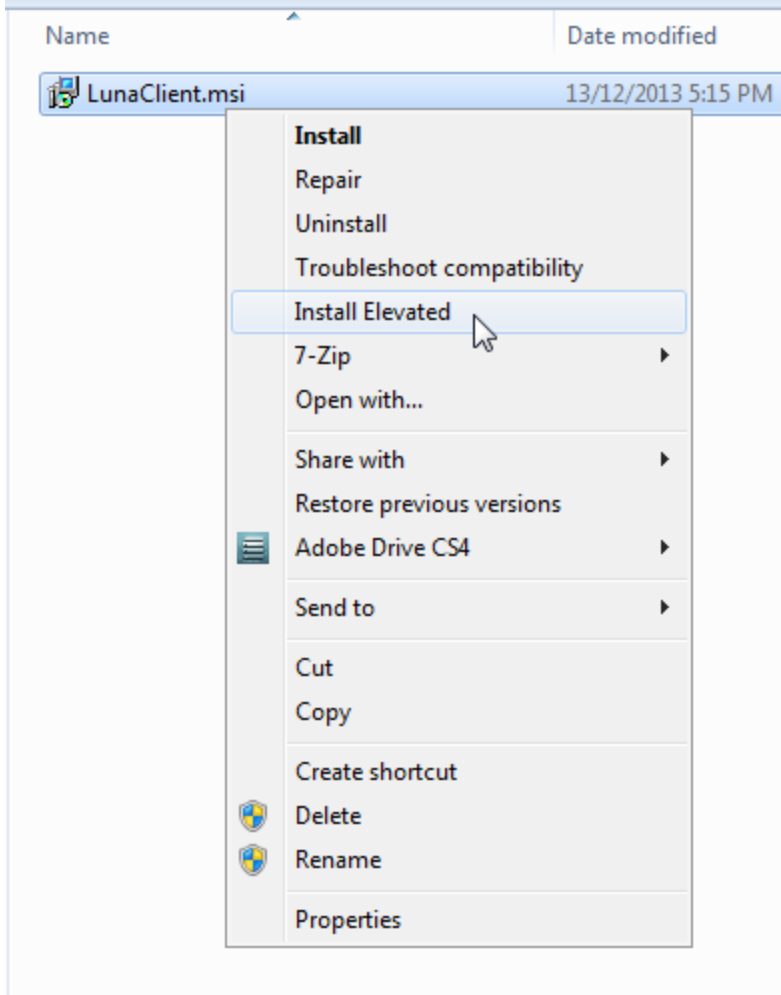 Name Date modified
LunaClient.msi 13/12/2013 5:15 PM
Install
Repair
Uninstall
Troubleshoot compatibility
Install Elevated
7-Zip
Open with...
Share with
Restore previous versions
Adobe Drive CS4
Send to
Cut
Copy
Create shortcut
Delete
Rename
Properties